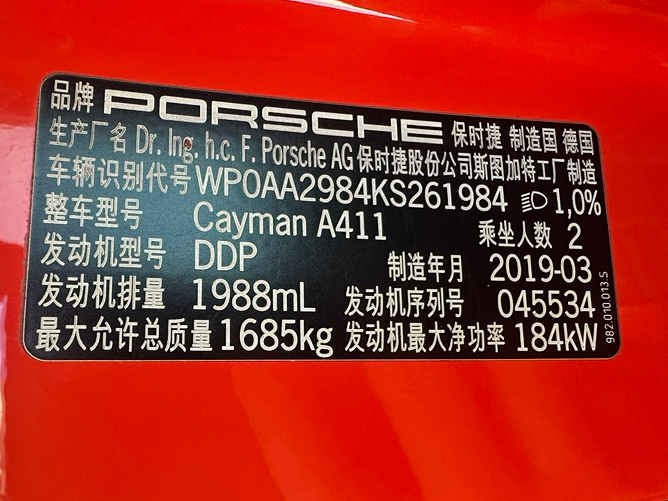 品牌 PORSCHE 保时捷 制造国 德国
生产厂名 Dr. Ing. h.c. F. Porsche AG 保时捷股份公司斯图加特工厂制造
车辆识别代号 WP0AA2984KS261984 1,0%
整车型号 Cayman A411 乘坐人数 2
发动机型号 DDP 制造年月 2019-03
发动机排量 1988mL 发动机序列号 045534
最大允许总质量 1685kg 发动机最大净功率 184kW
982.010.013.S